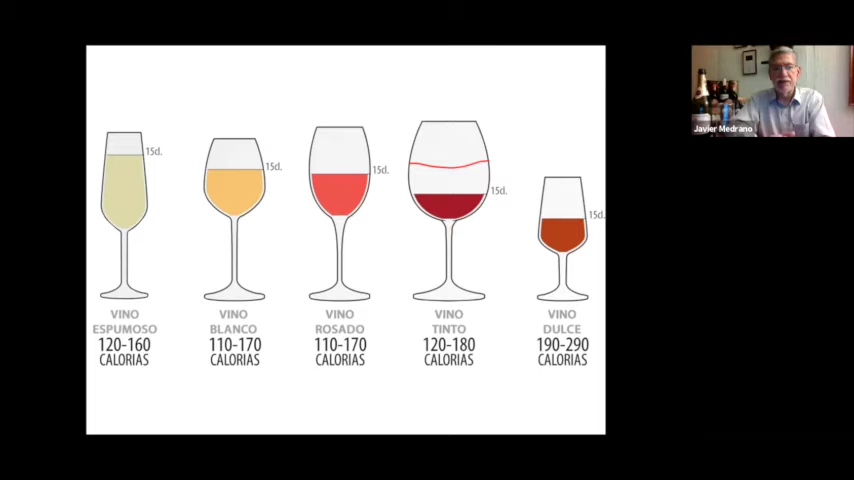 Javier Medrano
15d.
15d.
15d.
15d.
15d.
VINO
ESPUMOSO
120-160
CALORIAS
VINO
BLANCO
110-170
CALORIAS
VINO
ROSADO
110-170
CALORIAS
VINO
TINTO
120-180
CALORIAS
VINO
DULCE
190-290
CALORIAS